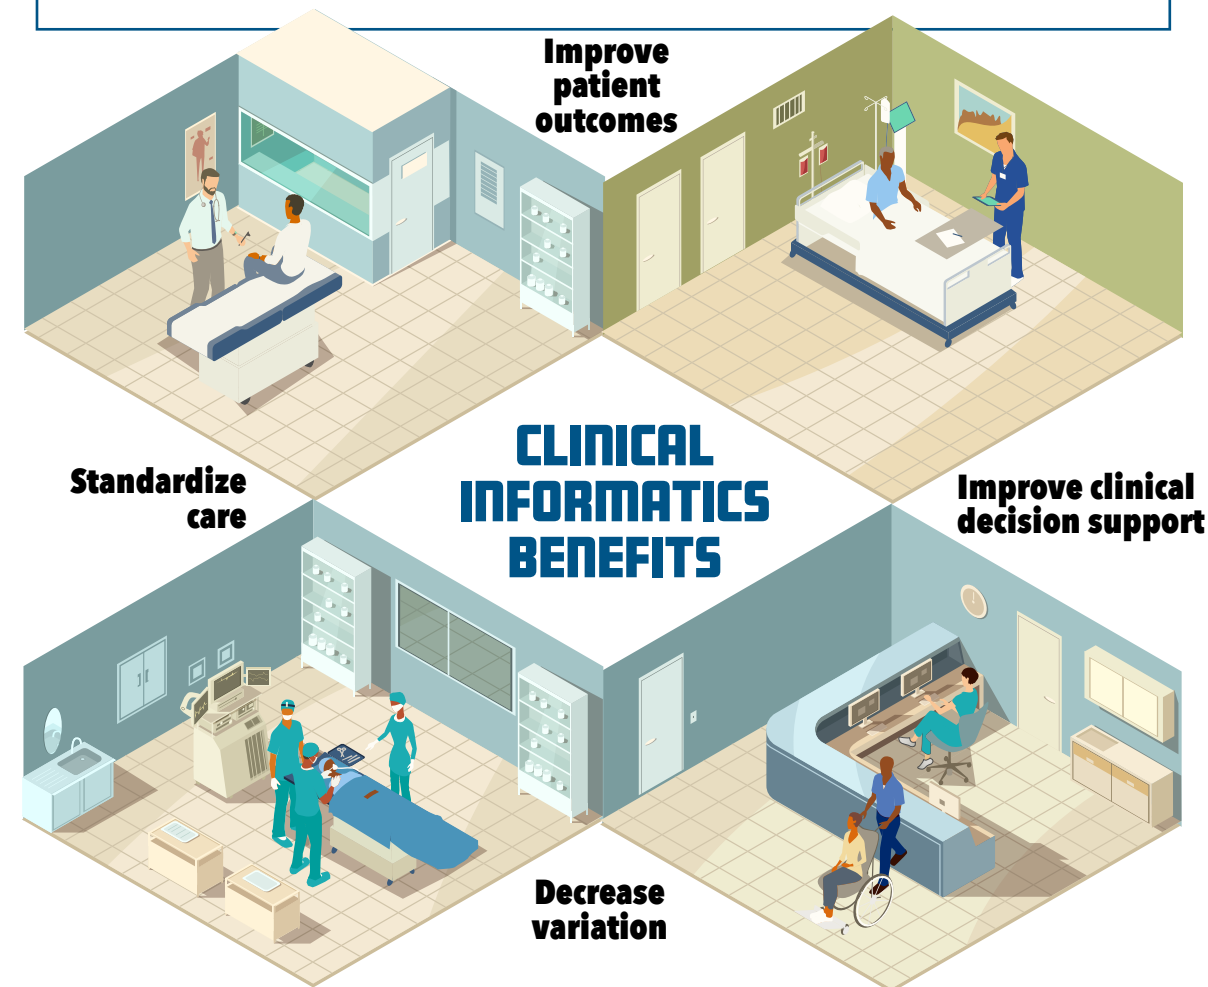 Improve
patient
outcomes
CLINICAL
INFORMATICS
BENEFITS
Standardize
care
Improve clinical
decision support
Decrease
variation